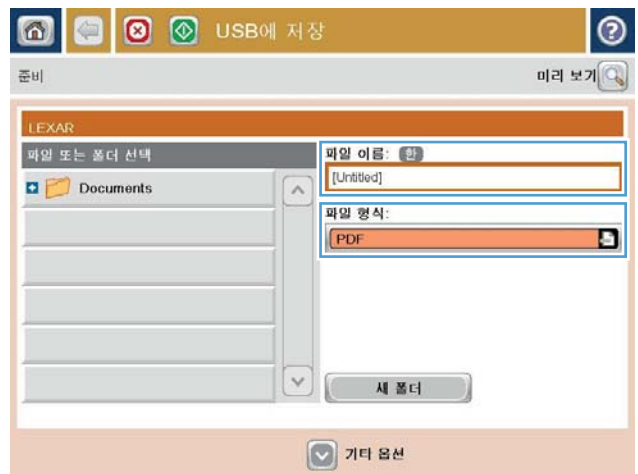 USB에 저장
준비
미리 보기
LEXAR
파일 또는 폴더 선택
Documents
파일 이름: 한
[Untitled]
파일 형식:
PDF
새 폴더
기타 옵션